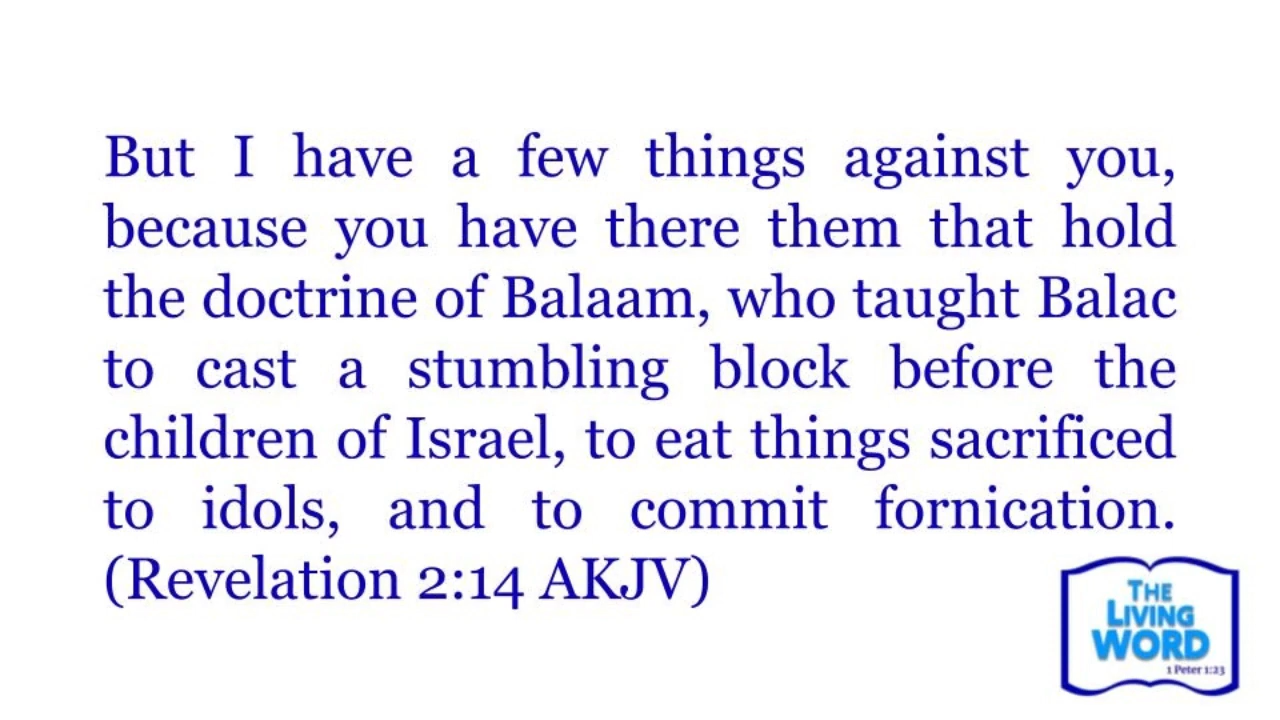 But I have a few things against you,
because you have there them that hold
the doctrine of Balaam, who taught Balac
to cast a stumbling block before the
children of Israel, to eat things sacrificed
to idols, and to commit fornication.
(Revelation 2:14 AKJV)
THE
LIVING
WORD
1 Peter 1:23